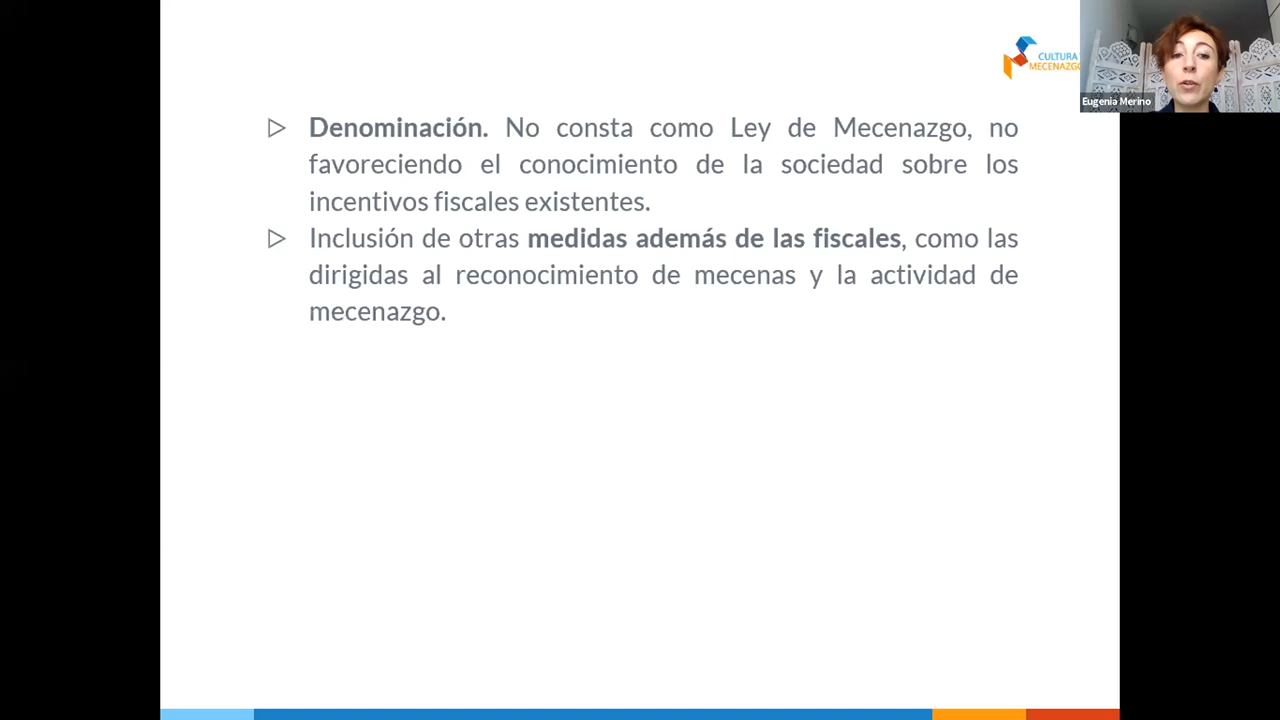 CULTURA
MECENAZGO
Eugenia Merino
▷ Denominación. No consta como Ley de Mecenazgo, no
favoreciendo el conocimiento de la sociedad sobre los
incentivos fiscales existentes.
▷ Inclusión de otras medidas además de las fiscales, como las
dirigidas al reconocimiento de mecenas y la actividad de
mecenazgo.